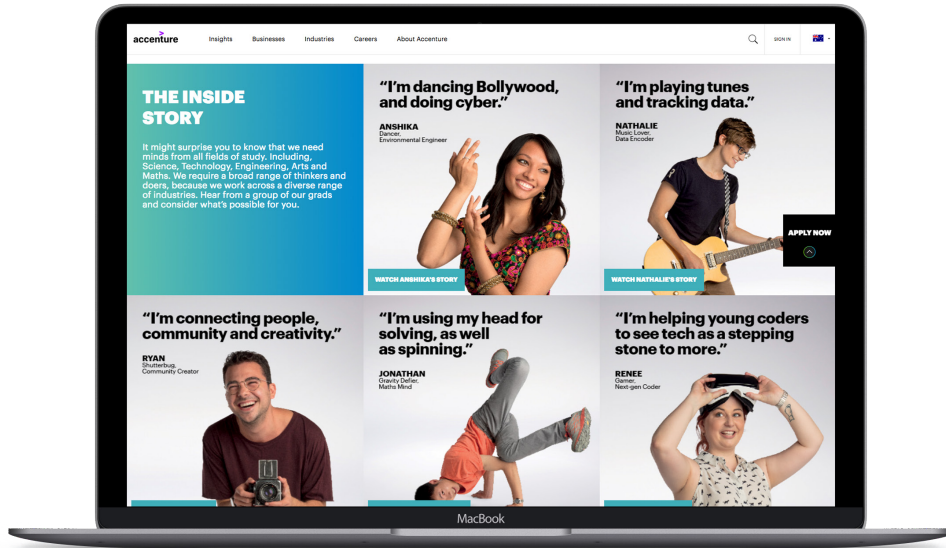 accenture
Insights
Businesses
Industries
Careers
About Accenture
SIGN IN
THE INSIDE
STORY
It might surprise you to know that we need
minds from all fields of study. Including,
Science, Technology, Engineering, Arts and
Maths. We require a broad range of thinkers and
doers, because we work across a diverse range
of industries. Hear from a group of our grads
and consider what's possible for you.
“I'm dancing Bollywood,
and doing cyber.”
ANSHIKA
Dancer,
Environmental Engineer
WATCH ANSHIKA'S STORY
“I'm playing tunes
and tracking data.”
NATHALIE
Music Lover,
Data Encoder
WATCH NATHALIE'S STORY
APPLY NOW
“I'm connecting people,
community and creativity.”
RYAN
Shutterbug,
Community Creator
“I'm using my head for
solving, as well
as spinning.”
JONATHAN
Gravity Defier,
Maths Mind
“I'm helping young coders
to see tech as a stepping
stone to more.”
RENEE
Gamer,
Next-gen Coder
MacBook